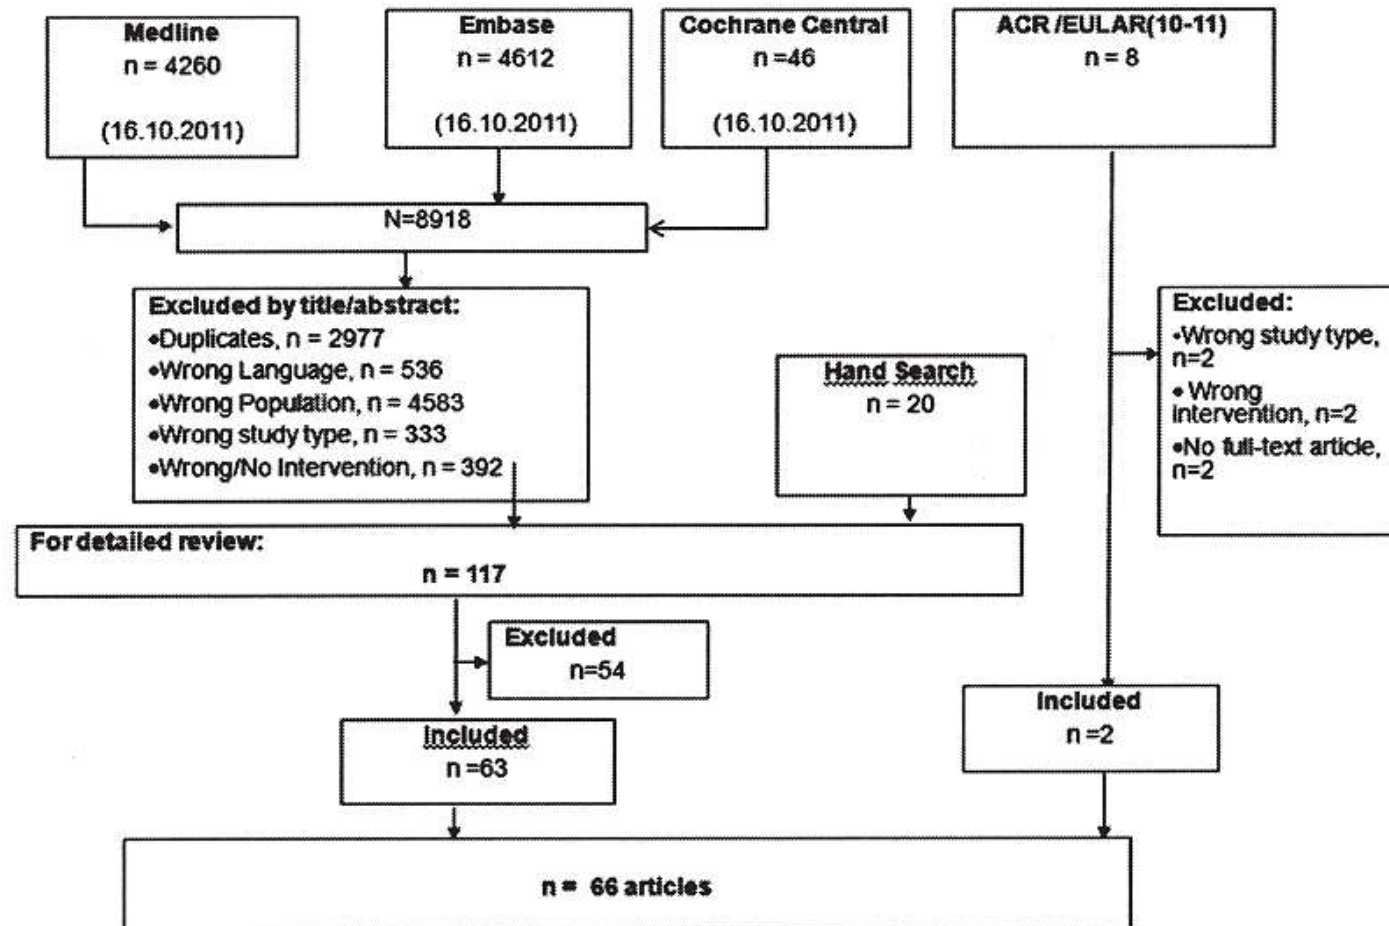 Medline
n = 4260
(16.10.2011)
Embase
n = 4612
(16.10.2011)
Cochrane Central
n =46
(16.10.2011)
ACR /EULAR(10-11)
n = 8
N=8918
Excluded by title/abstract:
•Duplicates, n = 2977
•Wrong Language, n = 536
•Wrong Population, n = 4583
•Wrong study type, n = 333
•Wrong/No Intervention, n = 392
Hand Search
n = 20
Excluded:
•Wrong study type,
n=2
• Wrong
Intervention, n=2
•No full-text article,
n=2
For detailed review:
n = 117
Excluded
n=54
Included
n =63
Included
n =2
n = 66 articles